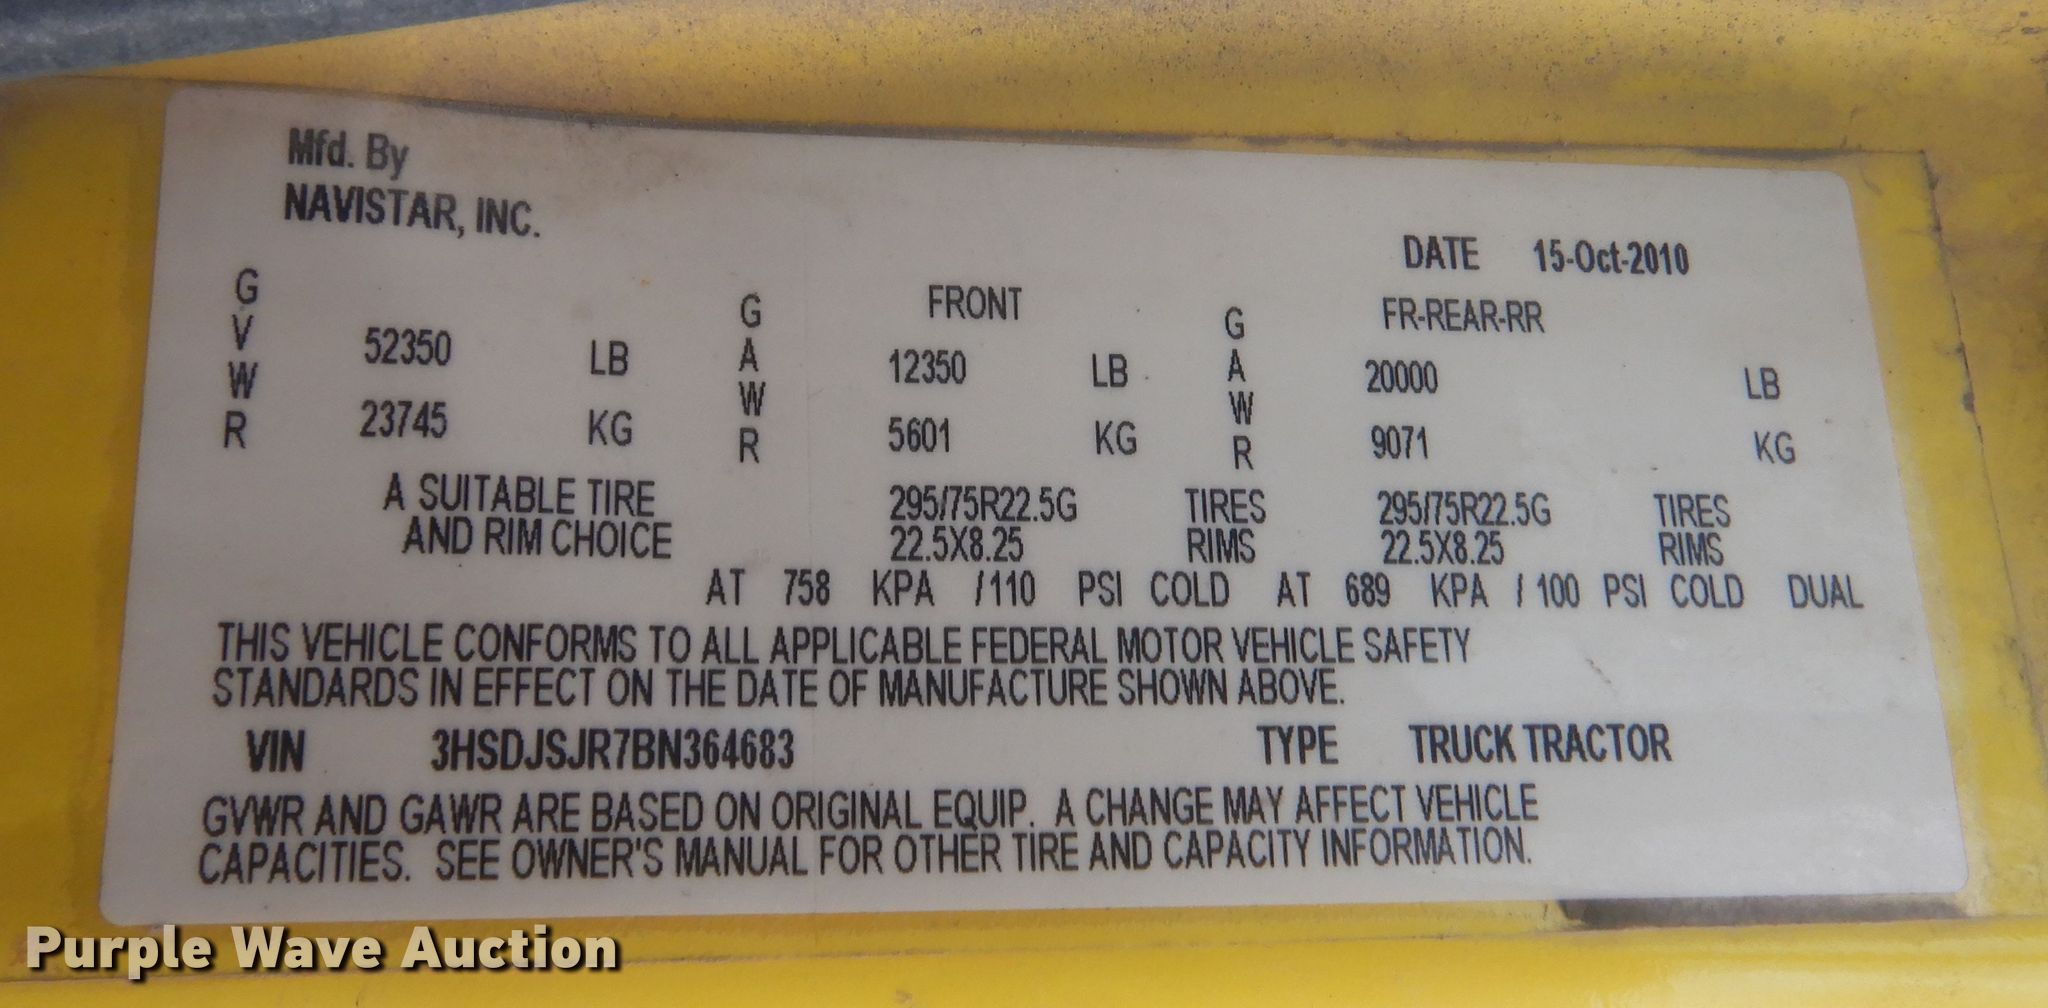 Mfd. By
NAVISTAR, INC.
DATE 15-Oct-2010
GVWR 52350 LB GAWR FRONT 12350 LB GAWR FR-REAR-RR 20000 LB
23745 KG 5601 KG 9071 KG
A SUITABLE TIRE 295/75R22.5G TIRES 295/75R22.5G TIRES
AND RIM CHOICE 22.5X8.25 RIMS 22.5X8.25 RIMS
AT 758 KPA /110 PSI COLD AT 689 KPA / 100 PSI COLD DUAL
THIS VEHICLE CONFORMS TO ALL APPLICABLE FEDERAL MOTOR VEHICLE SAFETY
STANDARDS IN EFFECT ON THE DATE OF MANUFACTURE SHOWN ABOVE.
VIN 3HSDJSJR7BN364683 TYPE TRUCK TRACTOR
GVWR AND GAWR ARE BASED ON ORIGINAL EQUIP. A CHANGE MAY AFFECT VEHICLE
CAPACITIES. SEE OWNER'S MANUAL FOR OTHER TIRE AND CAPACITY INFORMATION.
Purple Wave Auction